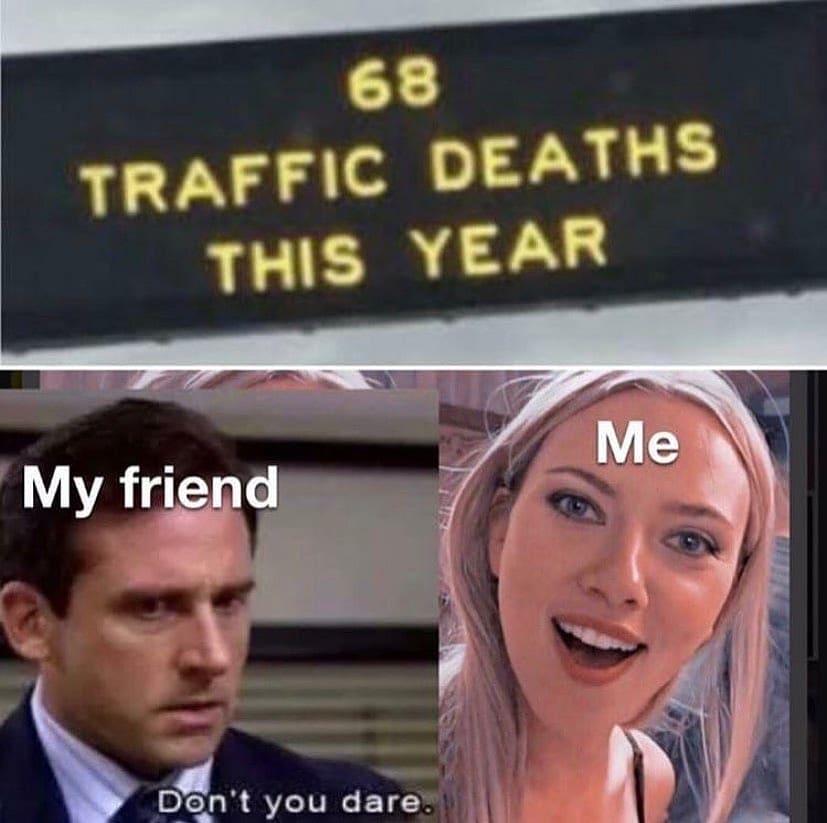 68
TRAFFIC DEATHS
THIS YEAR
My friend
Me
Don't you dare.